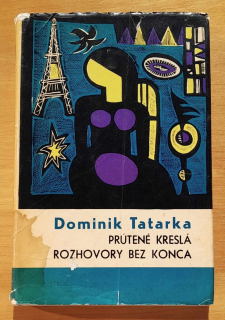 Dominik Tatarka
PRÚTENÉ KRESLÁ
ROZHOVORY BEZ KONCA